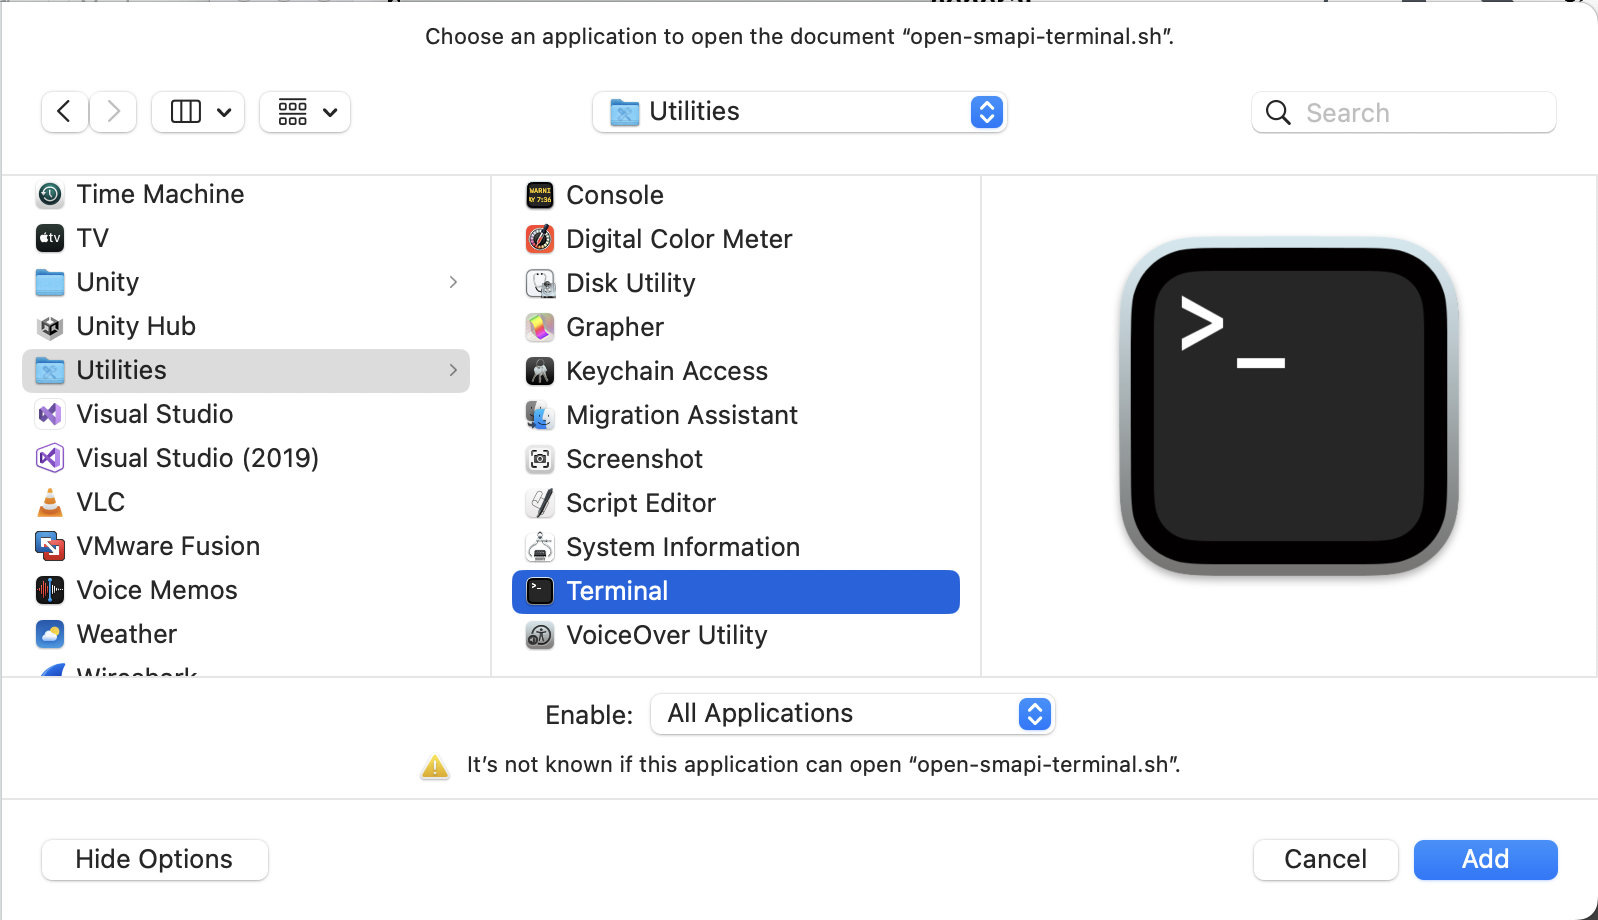 Choose an application to open the document “open-smapi-terminal.sh”.
Utilities
Search
Time Machine
TV
Unity
Unity Hub
Utilities
Visual Studio
Visual Studio (2019)
VLC
VMware Fusion
Voice Memos
Weather
Wireshark
Console
Digital Color Meter
Disk Utility
Grapher
Keychain Access
Migration Assistant
Screenshot
Script Editor
System Information
Terminal
VoiceOver Utility
>_
Enable: All Applications
It’s not known if this application can open “open-smapi-terminal.sh”.
Hide Options
Cancel
Add